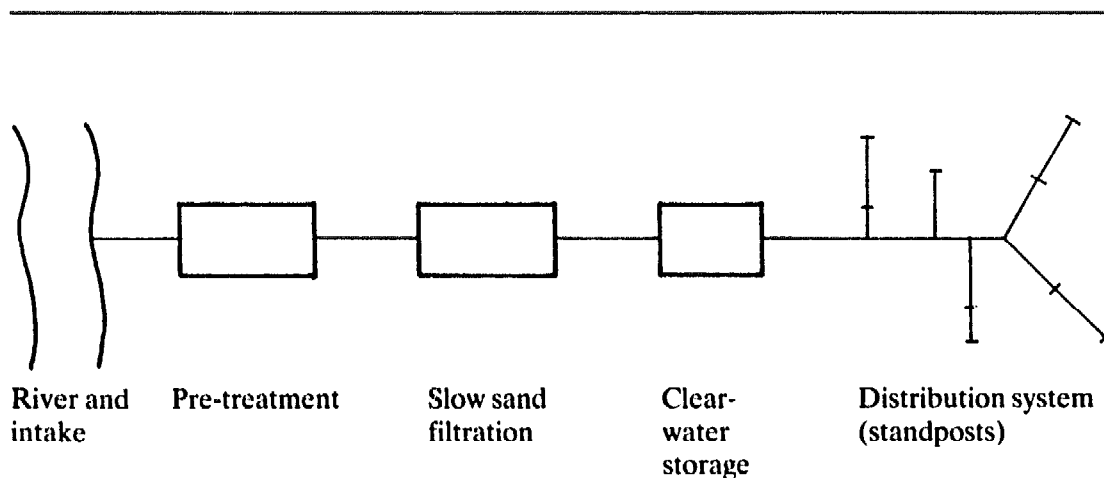 River and intake
Pre-treatment
Slow sand filtration
Clear-water storage
Distribution system (standposts)